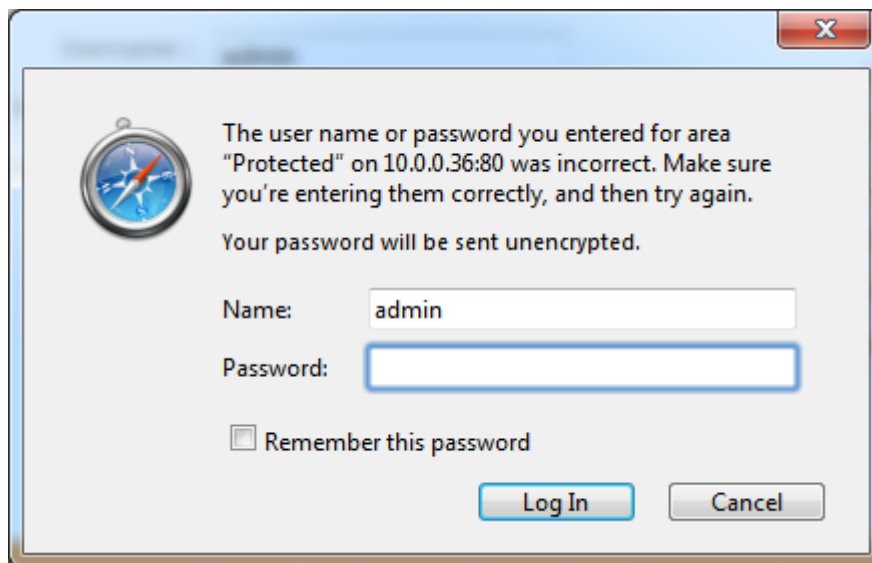 The user name or password you entered for area
“Protected” on 10.0.0.36:80 was incorrect. Make sure
you’re entering them correctly, and then try again.
Your password will be sent unencrypted.
Name: admin
Password:
Remember this password
Log In Cancel